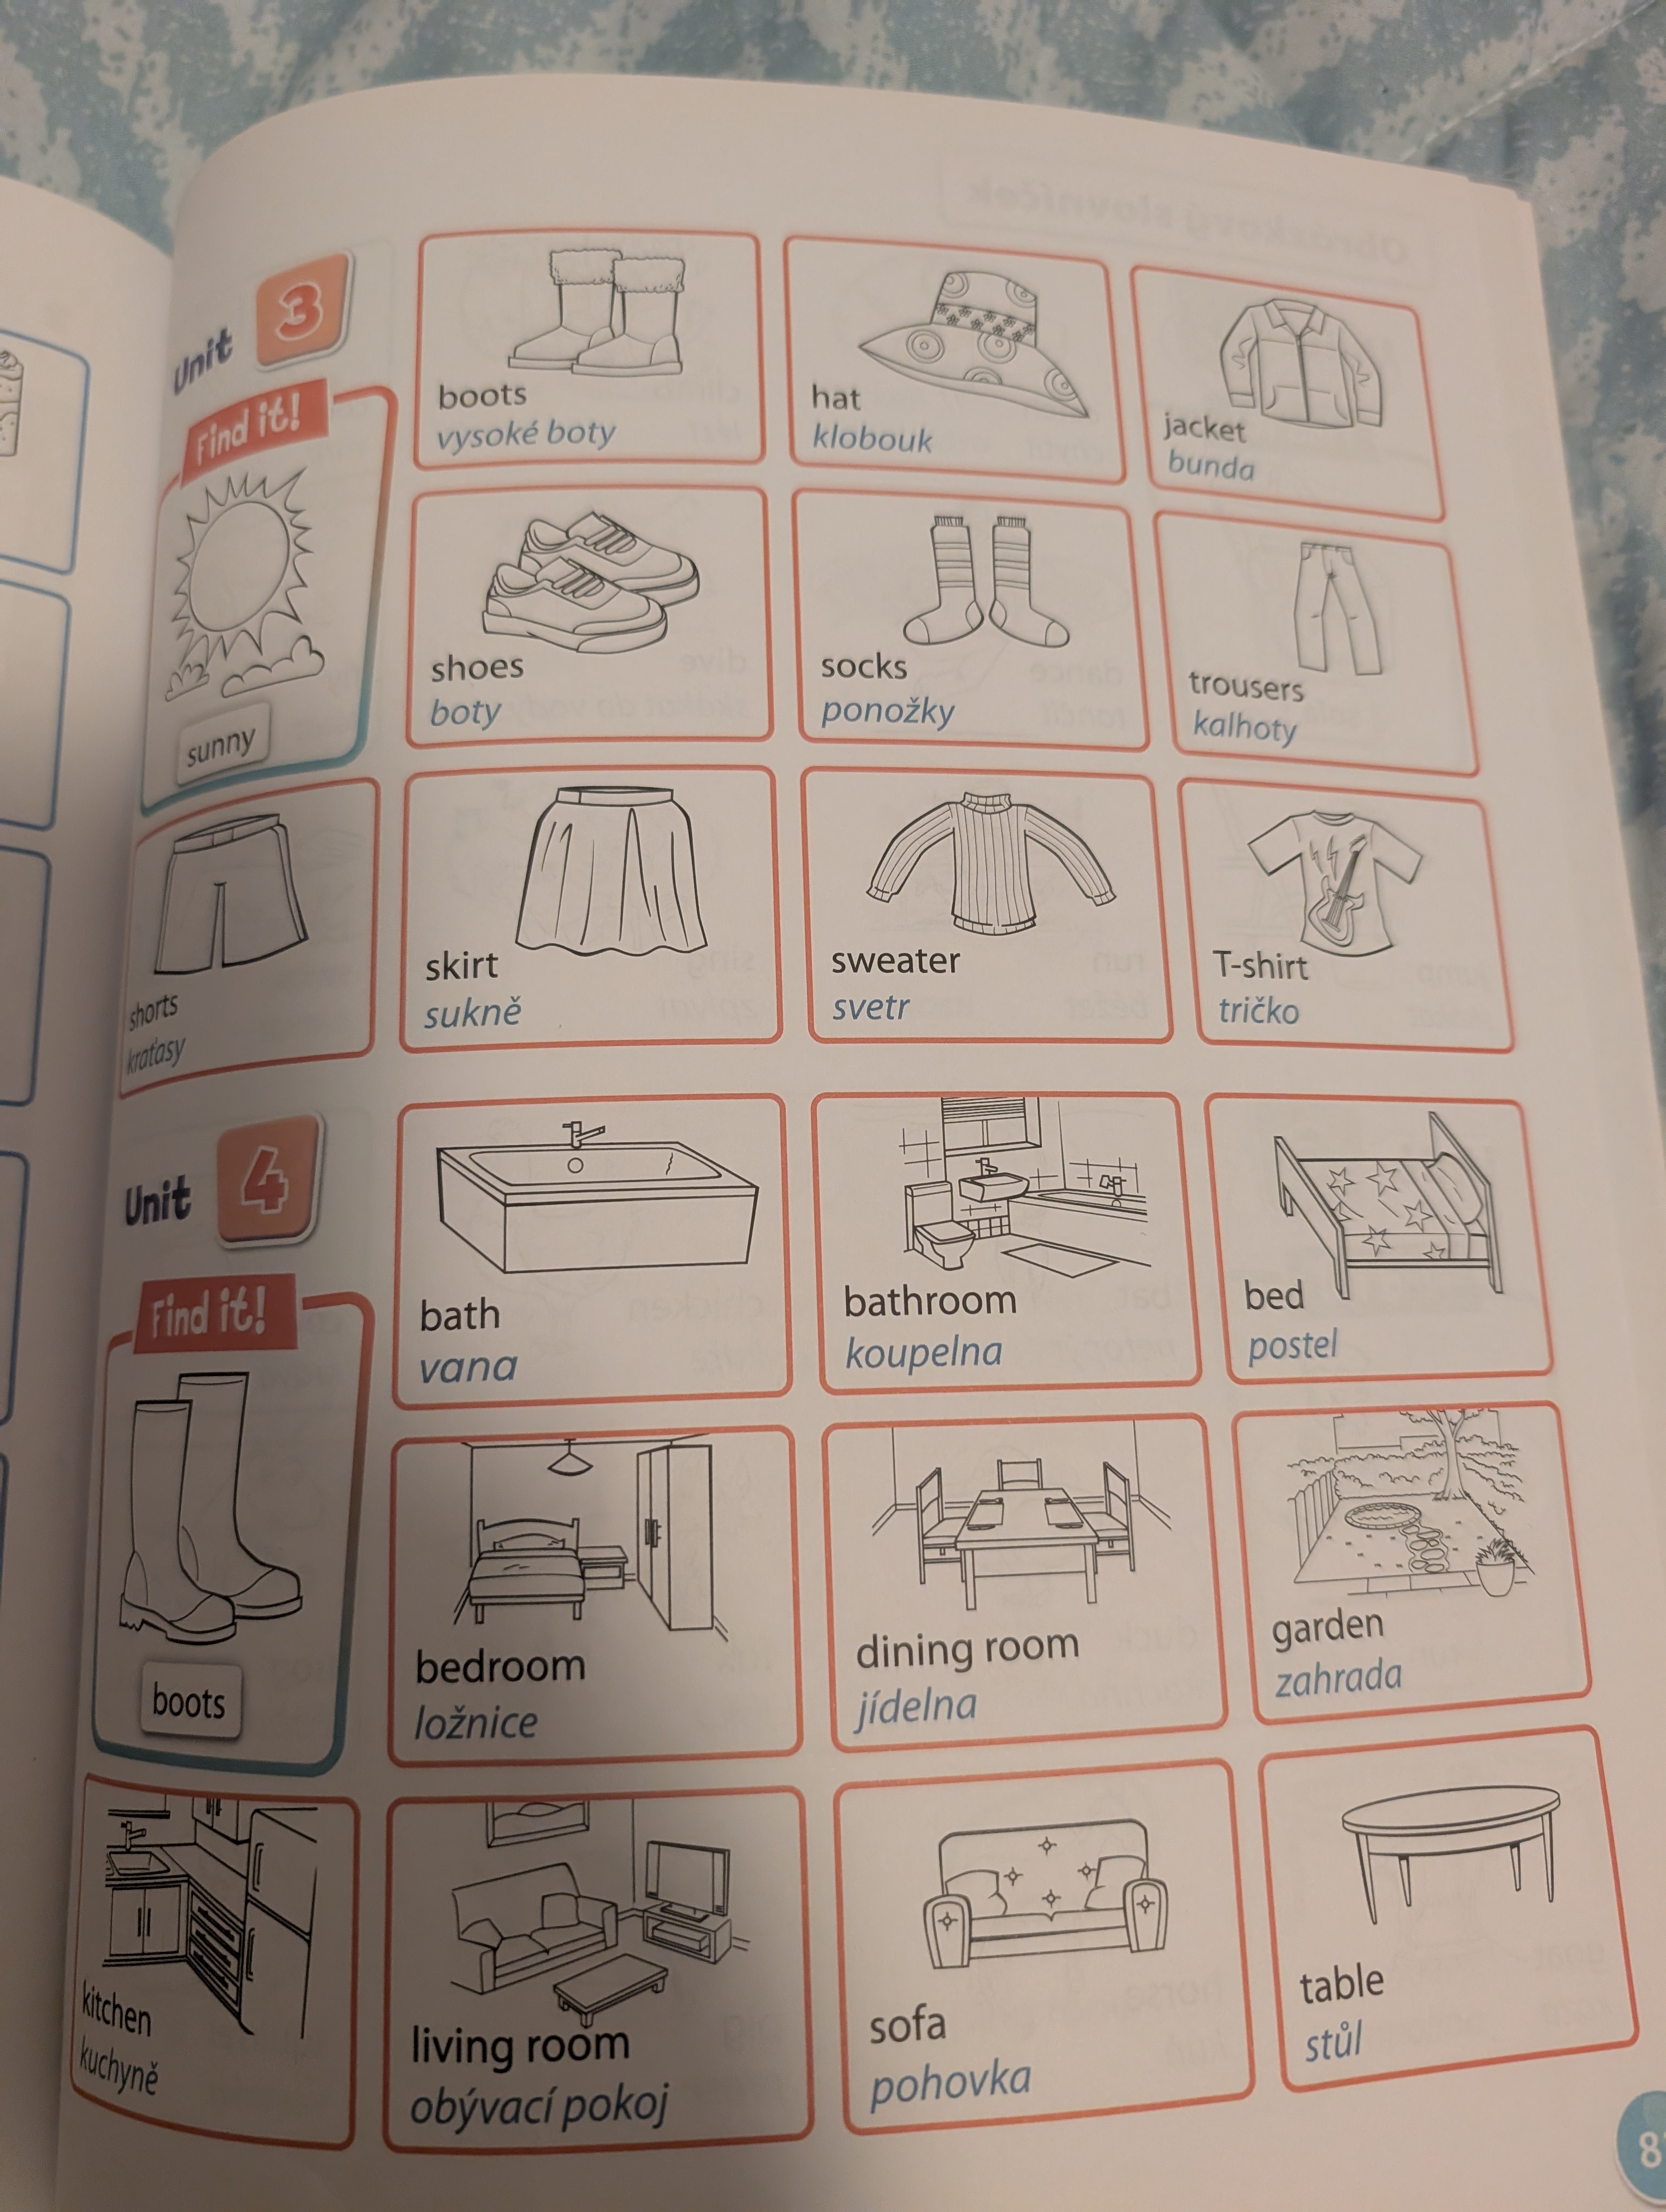 Unit 3
Find it!
sunny
boots
vysoké boty
hat
klobouk
jacket
bunda
shoes
boty
socks
ponožky
trousers
kalhoty
shorts
kraťasy
skirt
sukně
sweater
svetr
T-shirt
tričko
Unit 4
Find it!
boots
bath
vana
bathroom
koupelna
bed
postel
bedroom
ložnice
dining room
jídelna
garden
zahrada
kitchen
kuchyně
living room
obývací pokoj
sofa
pohovka
table
stůl